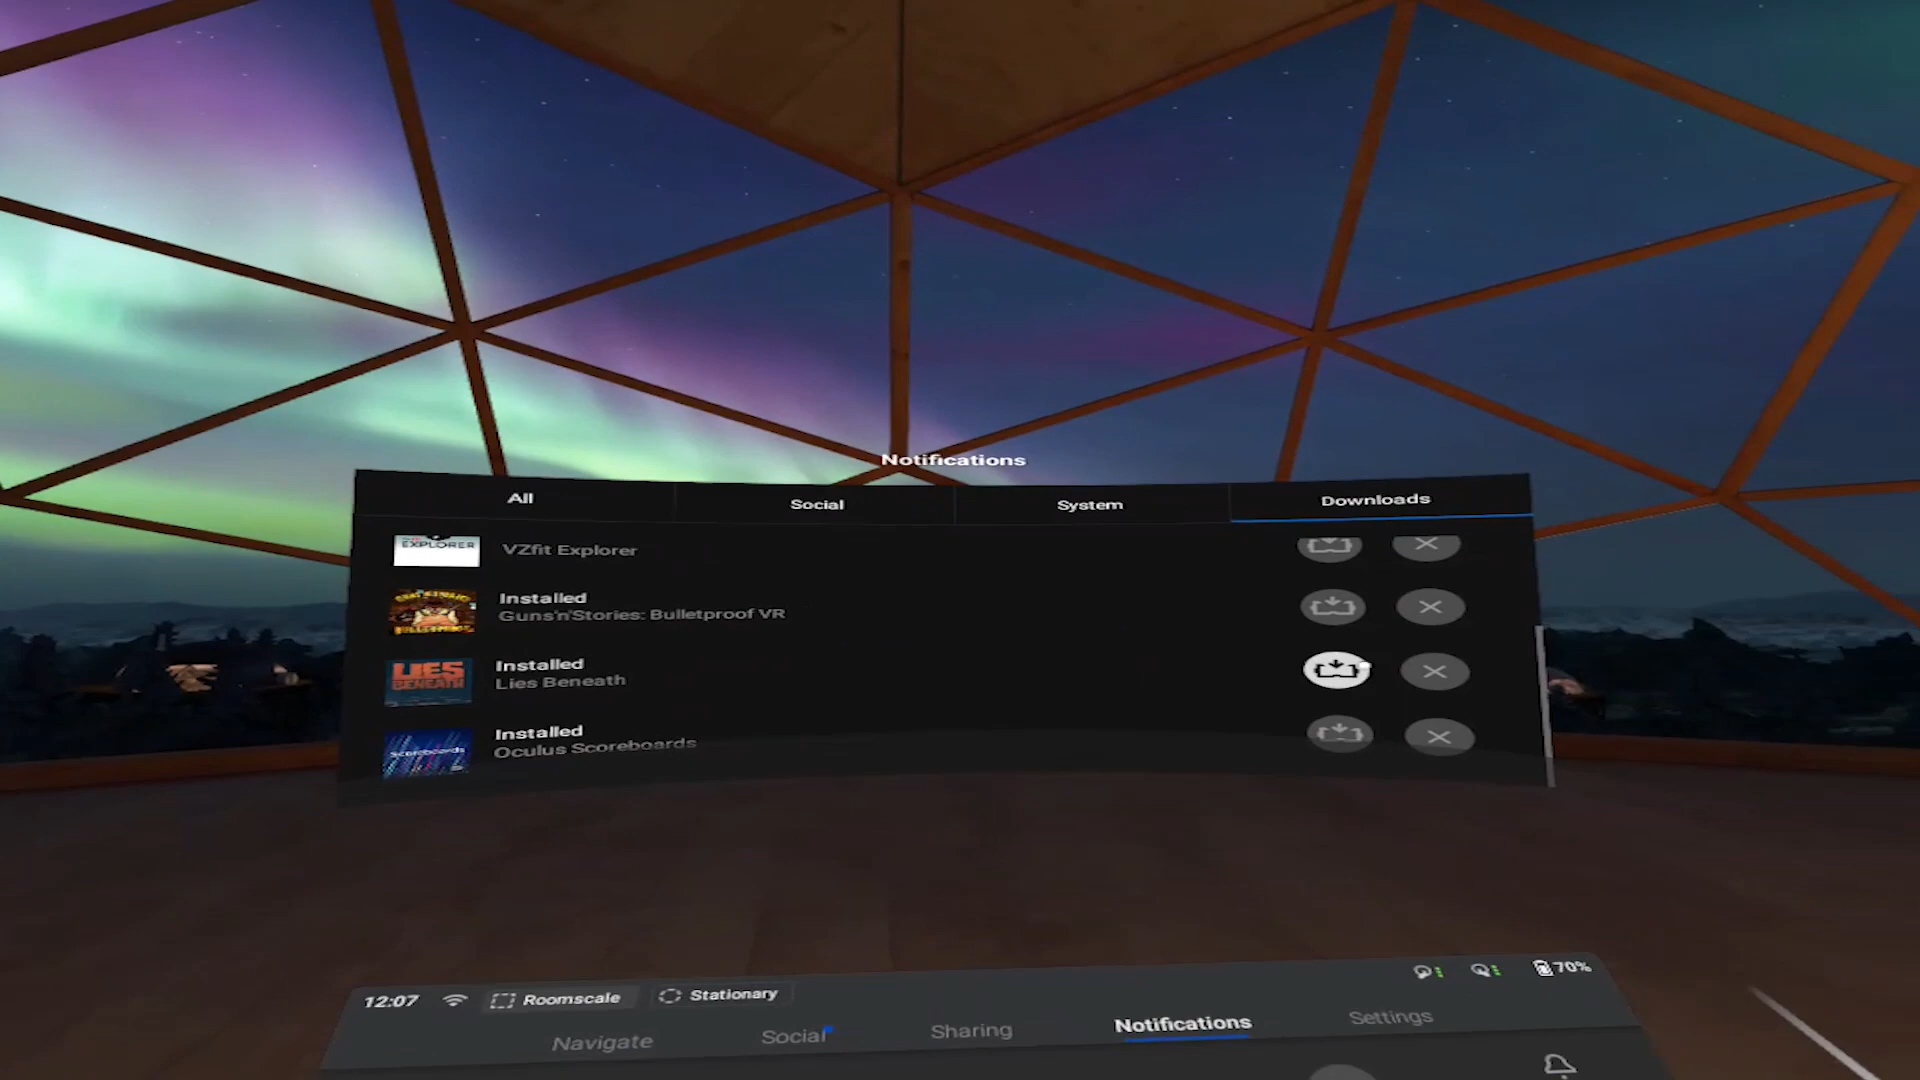 Notifications
All
Social
System
Downloads
EXPLORER
VZfit Explorer
Installed
Guns'n'Stories: Bulletproof VR
LIES
BENEATH
Installed
Lies Beneath
Scoreboards
Installed
Oculus Scoreboards
12:07
Roomscale
Stationary
70%
Navigate
Social
Sharing
Notifications
Settings